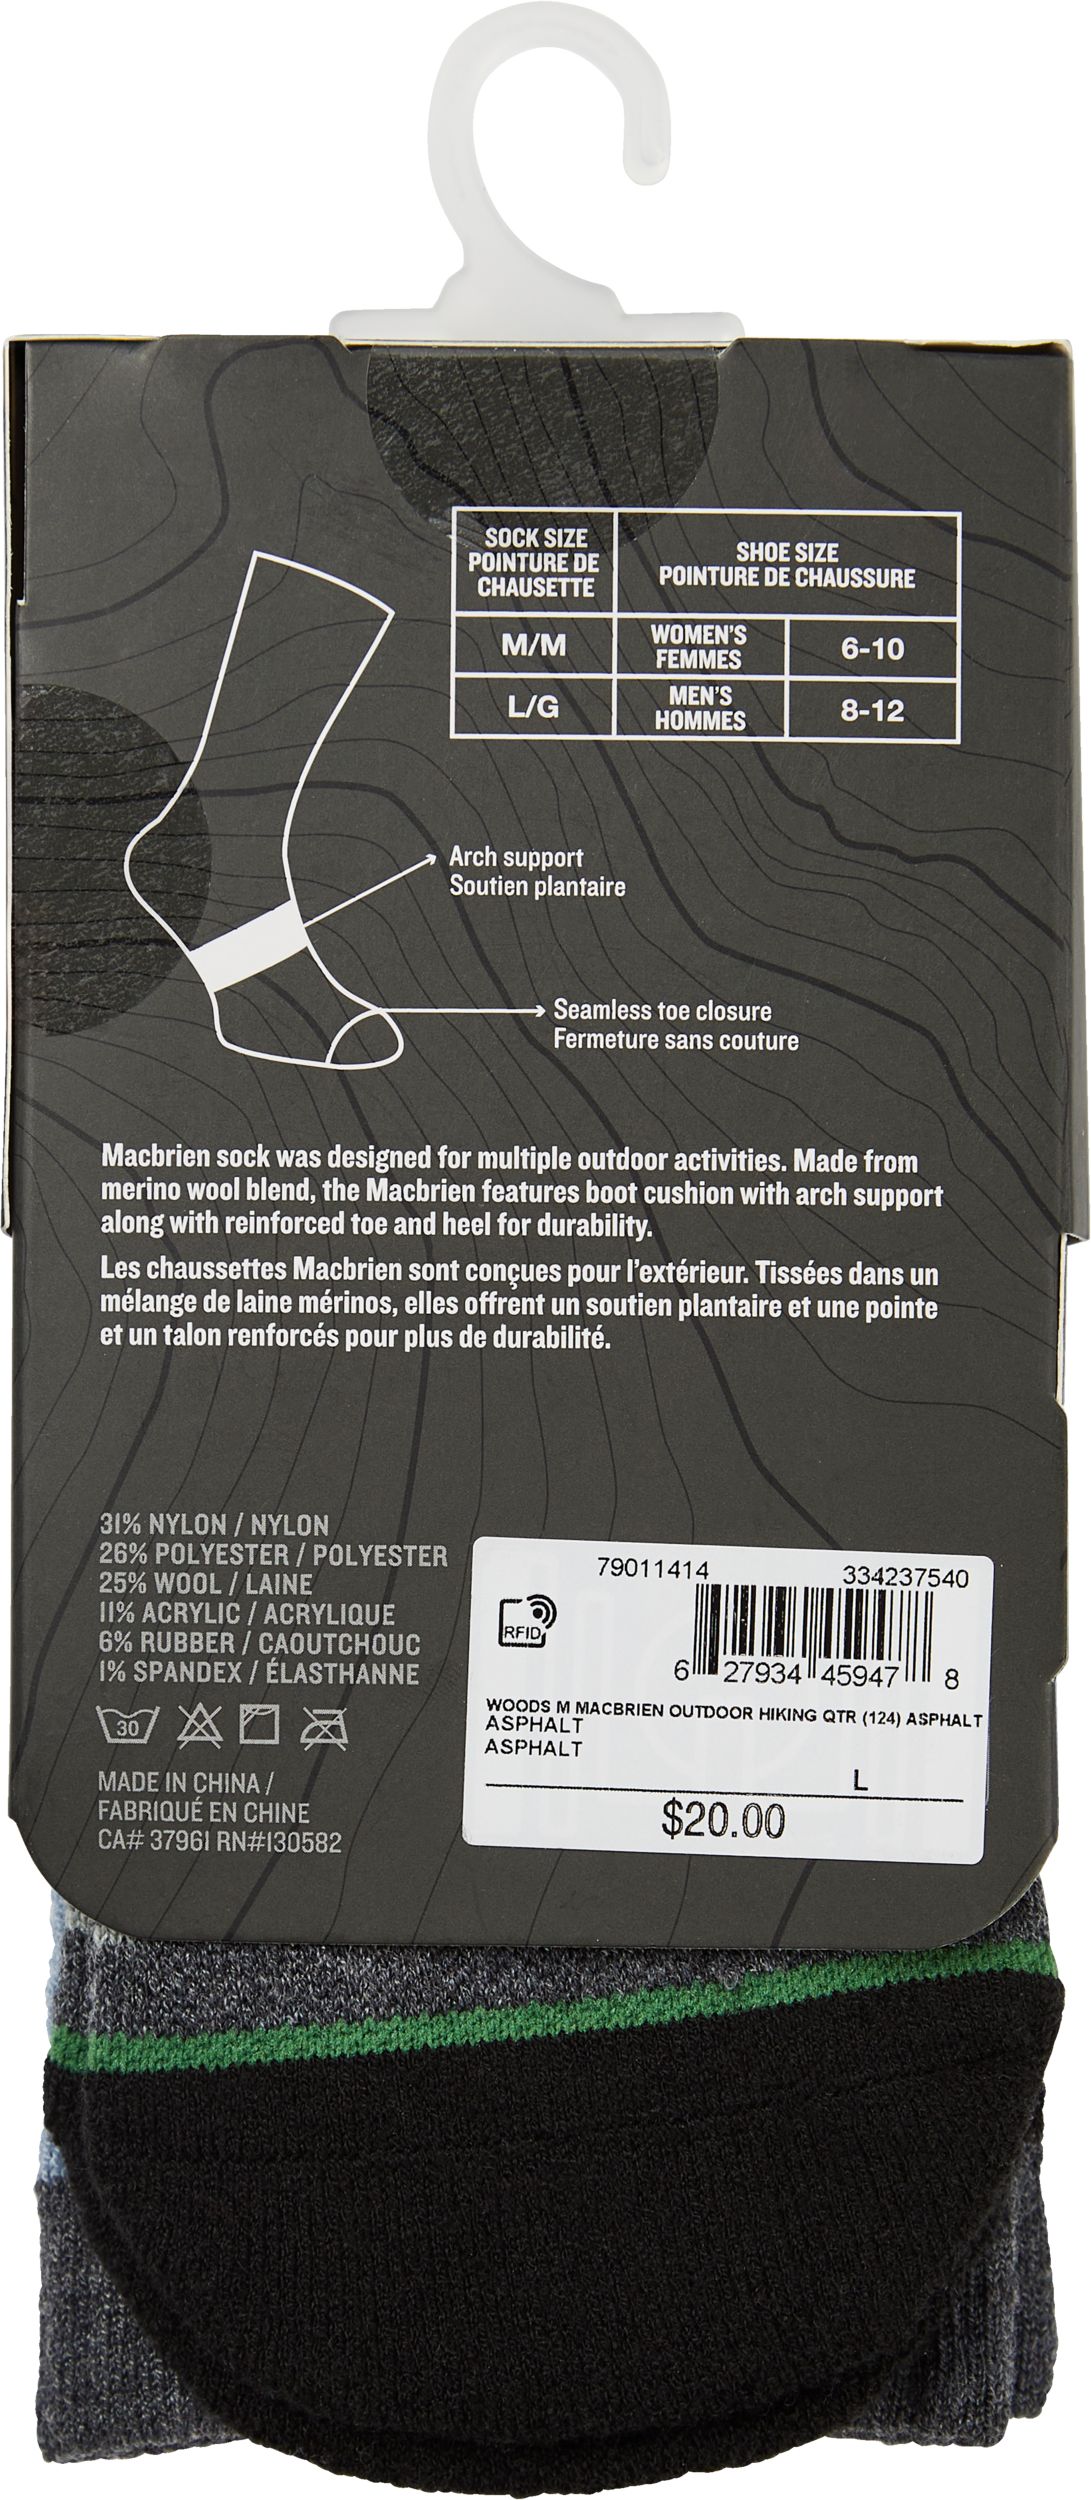 SOCK SIZE
POINTURE DE
CHAUSETTE
SHOE SIZE
POINTURE DE CHAUSSURE
M/M
WOMEN'S
FEMMES
6-10
L/G
MEN'S
HOMMES
8-12
Arch support
Soutien plantaire
Seamless toe closure
Fermeture sans couture
Macbrien sock was designed for multiple outdoor activities. Made from
merino wool blend, the Macbrien features boot cushion with arch support
along with reinforced toe and heel for durability.
Les chaussettes Macbrien sont conçues pour l'extérieur. Tissées dans un
mélange de laine mérinos, elles offrent un soutien plantaire et une pointe
et un talon renforcés pour plus de durabilité.
31% NYLON / NYLON
26% POLYESTER / POLYESTER
25% WOOL / LAINE
11% ACRYLIC / ACRYLIQUE
6% RUBBER / CAOUTCHOUC
1% SPANDEX / ÉLASTHANNE
30
MADE IN CHINA /
FABRIQUÉ EN CHINE
CA# 37961 RN#130582
79011414 334237540
RFID
6 27934 45947 8
WOODS M MACBRIEN OUTDOOR HIKING QTR (124) ASPHALT
ASPHALT
ASPHALT
L
$20.00